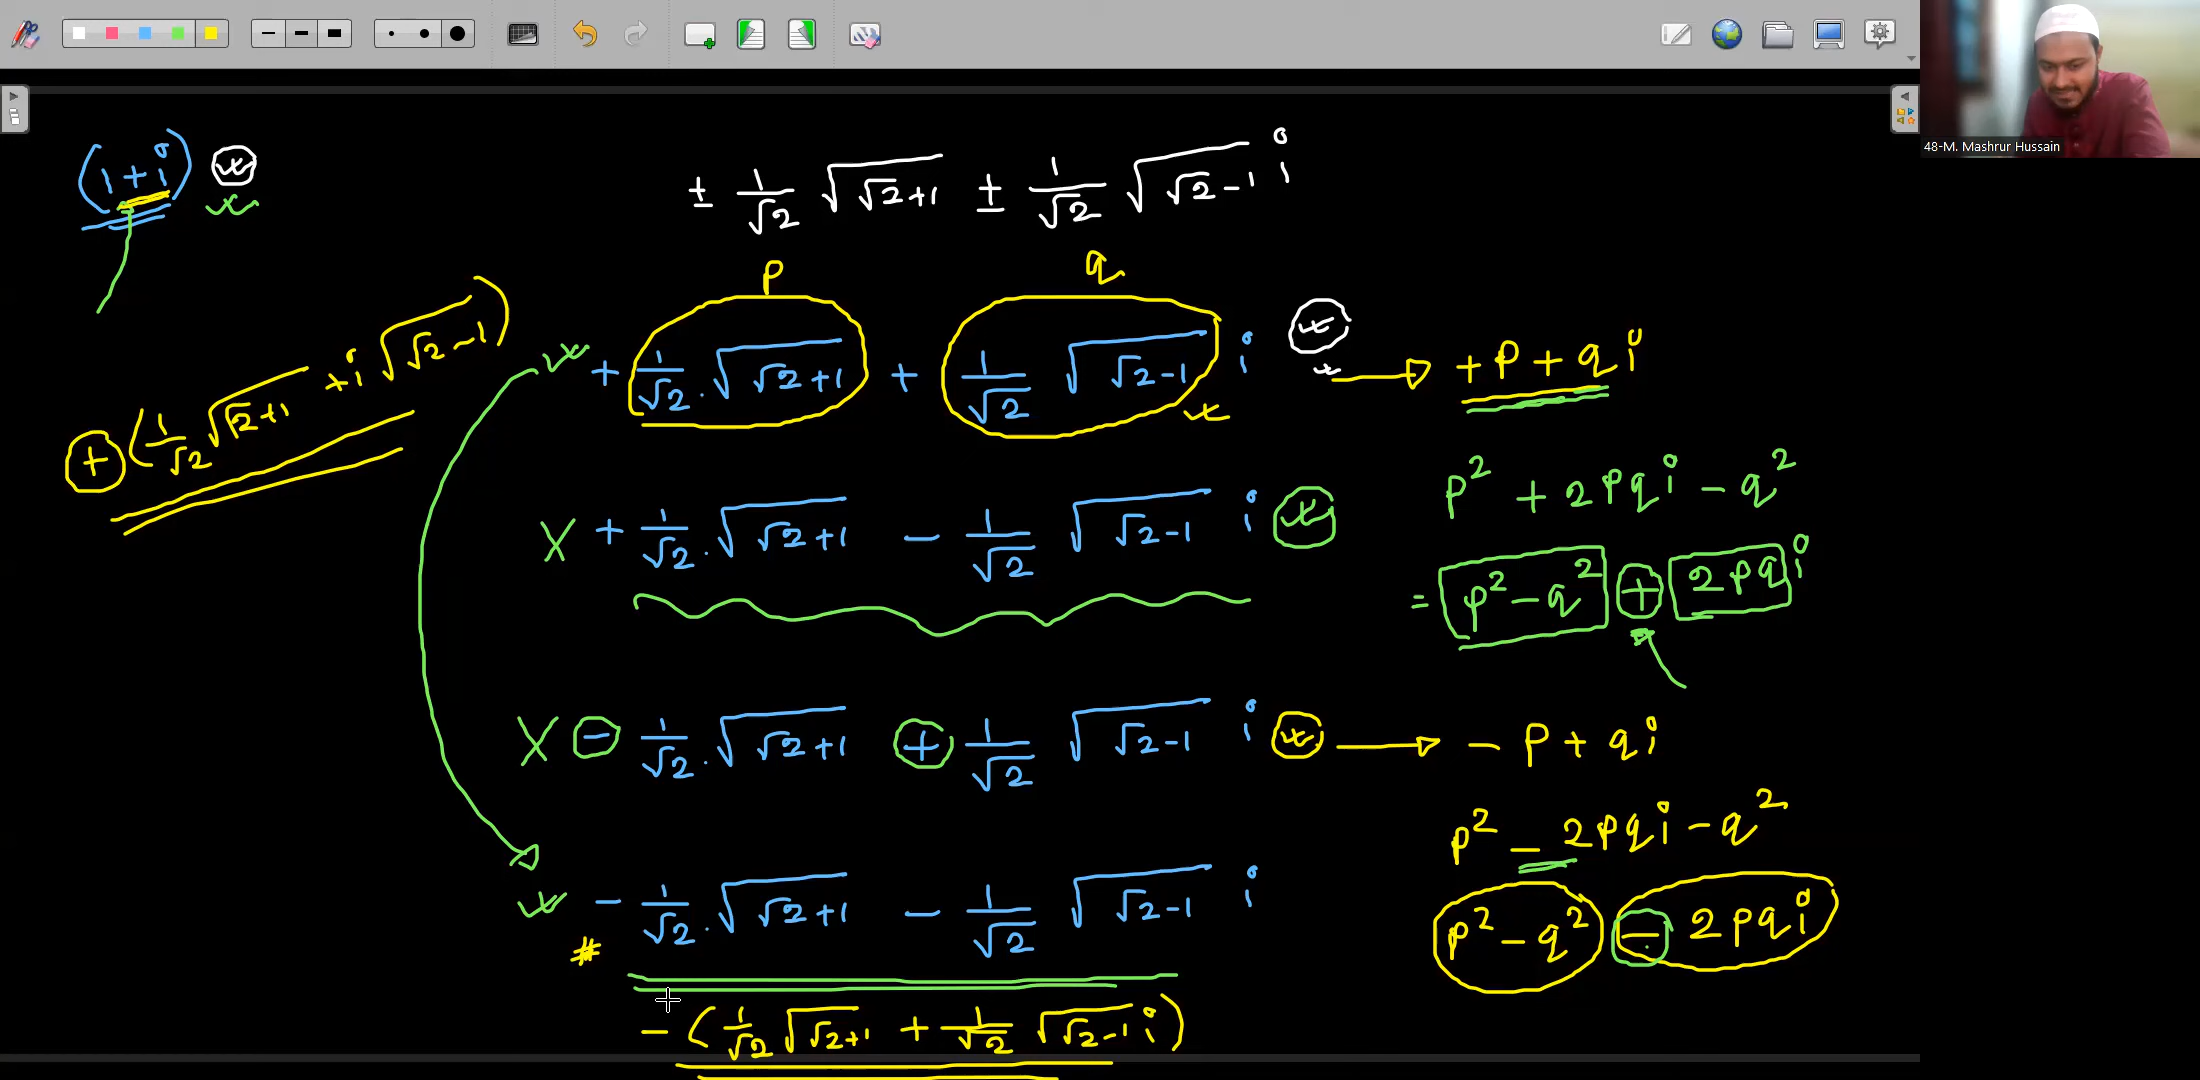 (1+i)
± 1/√2 √(√2+1) ± 1/√2 √(√2-1) i
48-M. Mashrur Hussain
p q
+ 1/√2 . √(√2+1) + 1/√2 √(√2-1) i → + P + qi
+ (1/√2 √(√2+1) + i √(√2-1))
p² + 2pqi - q²
X + 1/√2 . √(√2+1) - 1/√2 √(√2-1) i
= p² - q² + 2pqi
X - 1/√2 . √(√2+1) + 1/√2 √(√2-1) i → - P + qi
p² - 2pqi - q²
- 1/√2 . √(√2+1) - 1/√2 √(√2-1) i
p² - q² - 2pqi
#
- (1/√2 √(√2+1) + 1/√2 √(√2-1) i)